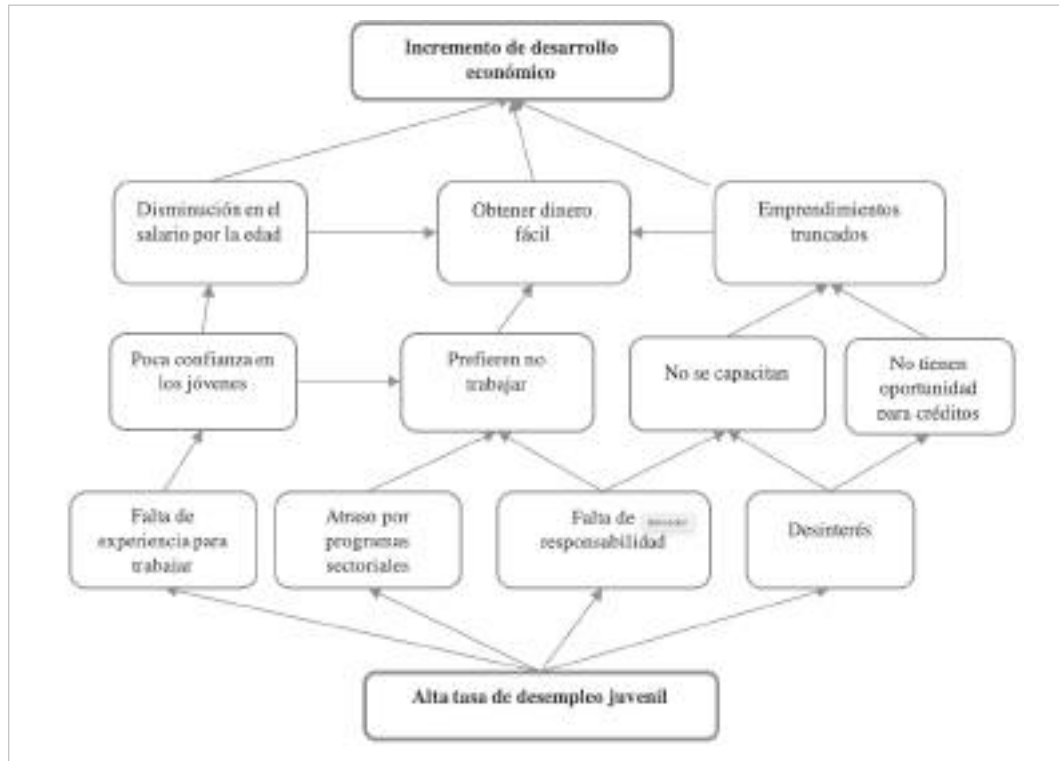 Incremento de desarrollo
económico
Disminución en el
salario por la edad
Obtener dinero
fácil
Emprendimientos
truncados
Poca confianza en
los jóvenes
Prefieren no
trabajar
No se capacitan
No tienen
oportunidad
para créditos
Falta de
experiencia para
trabajar
Atraso por
programas
sectoriales
Falta de
responsabilidad
Desinterés
Alta tasa de desempleo juvenil